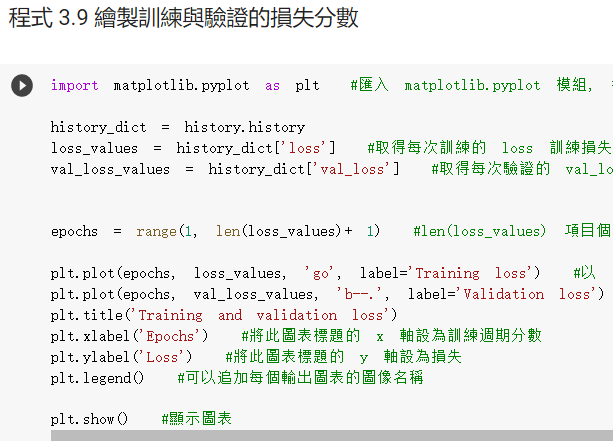 程式 3.9 繪製訓練與驗證的損失分數
import matplotlib.pyplot as plt #匯入 matplotlib.pyplot 模組,
history_dict = history.history
loss_values = history_dict['loss'] #取得每次訓練的 loss 訓練損失
val_loss_values = history_dict['val_loss'] #取得每次驗證的 val_lo
epochs = range(1, len(loss_values)+ 1) #len(loss_values) 項目個
plt.plot(epochs, loss_values, 'go', label='Training loss') #以
plt.plot(epochs, val_loss_values, 'b--.', label='Validation loss')
plt.title('Training and validation loss')
plt.xlabel('Epochs') #將此圖表標題的 x 軸設為訓練週期分數
plt.ylabel('Loss') #將此圖表標題的 y 軸設為損失
plt.legend() #可以追加每個輸出圖表的圖像名稱
plt.show() #顯示圖表